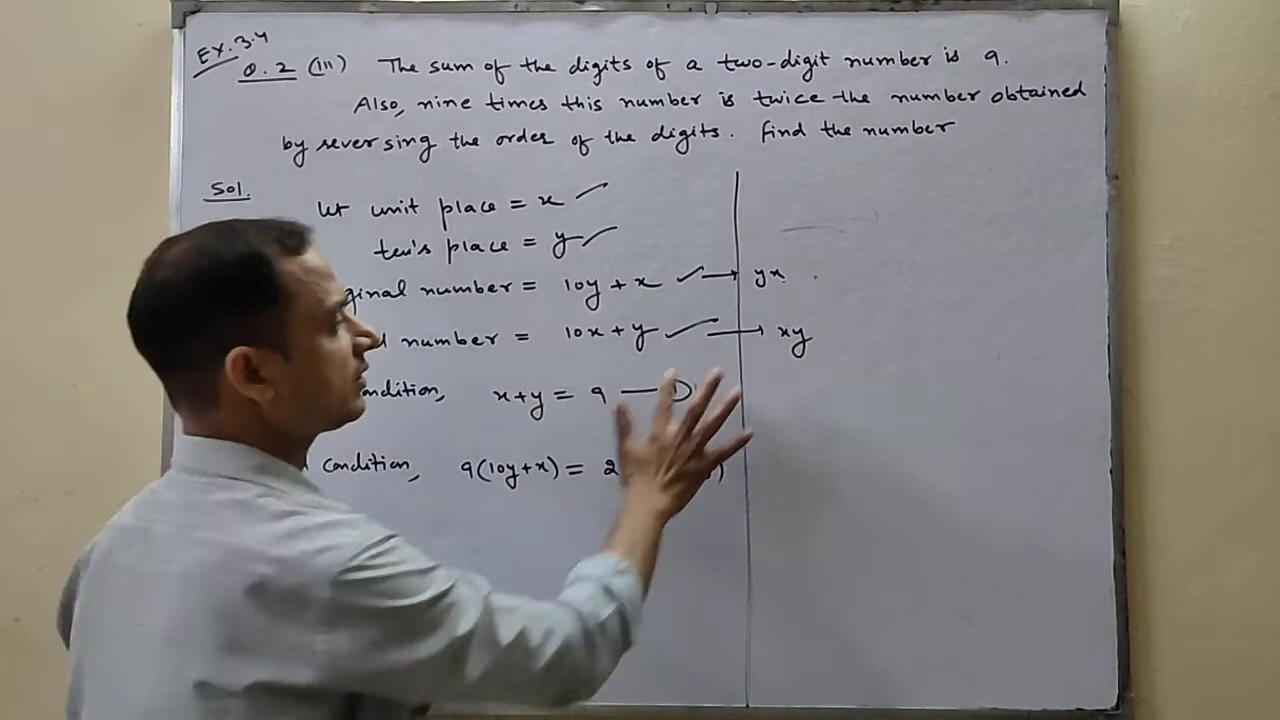 Ex. 3.4
Q. 2 (III) The sum of the digits of a two-digit number is 9.
Also, nine times this number is twice the number obtained
by reversing the order of the digits. Find the number
Sol.
let unit place = x
ten's place = y
ginal number = 10y + x → yx
number = 10x + y → xy
ondition, x+y = 9 — 1
condition, 9(10y+x) = 2